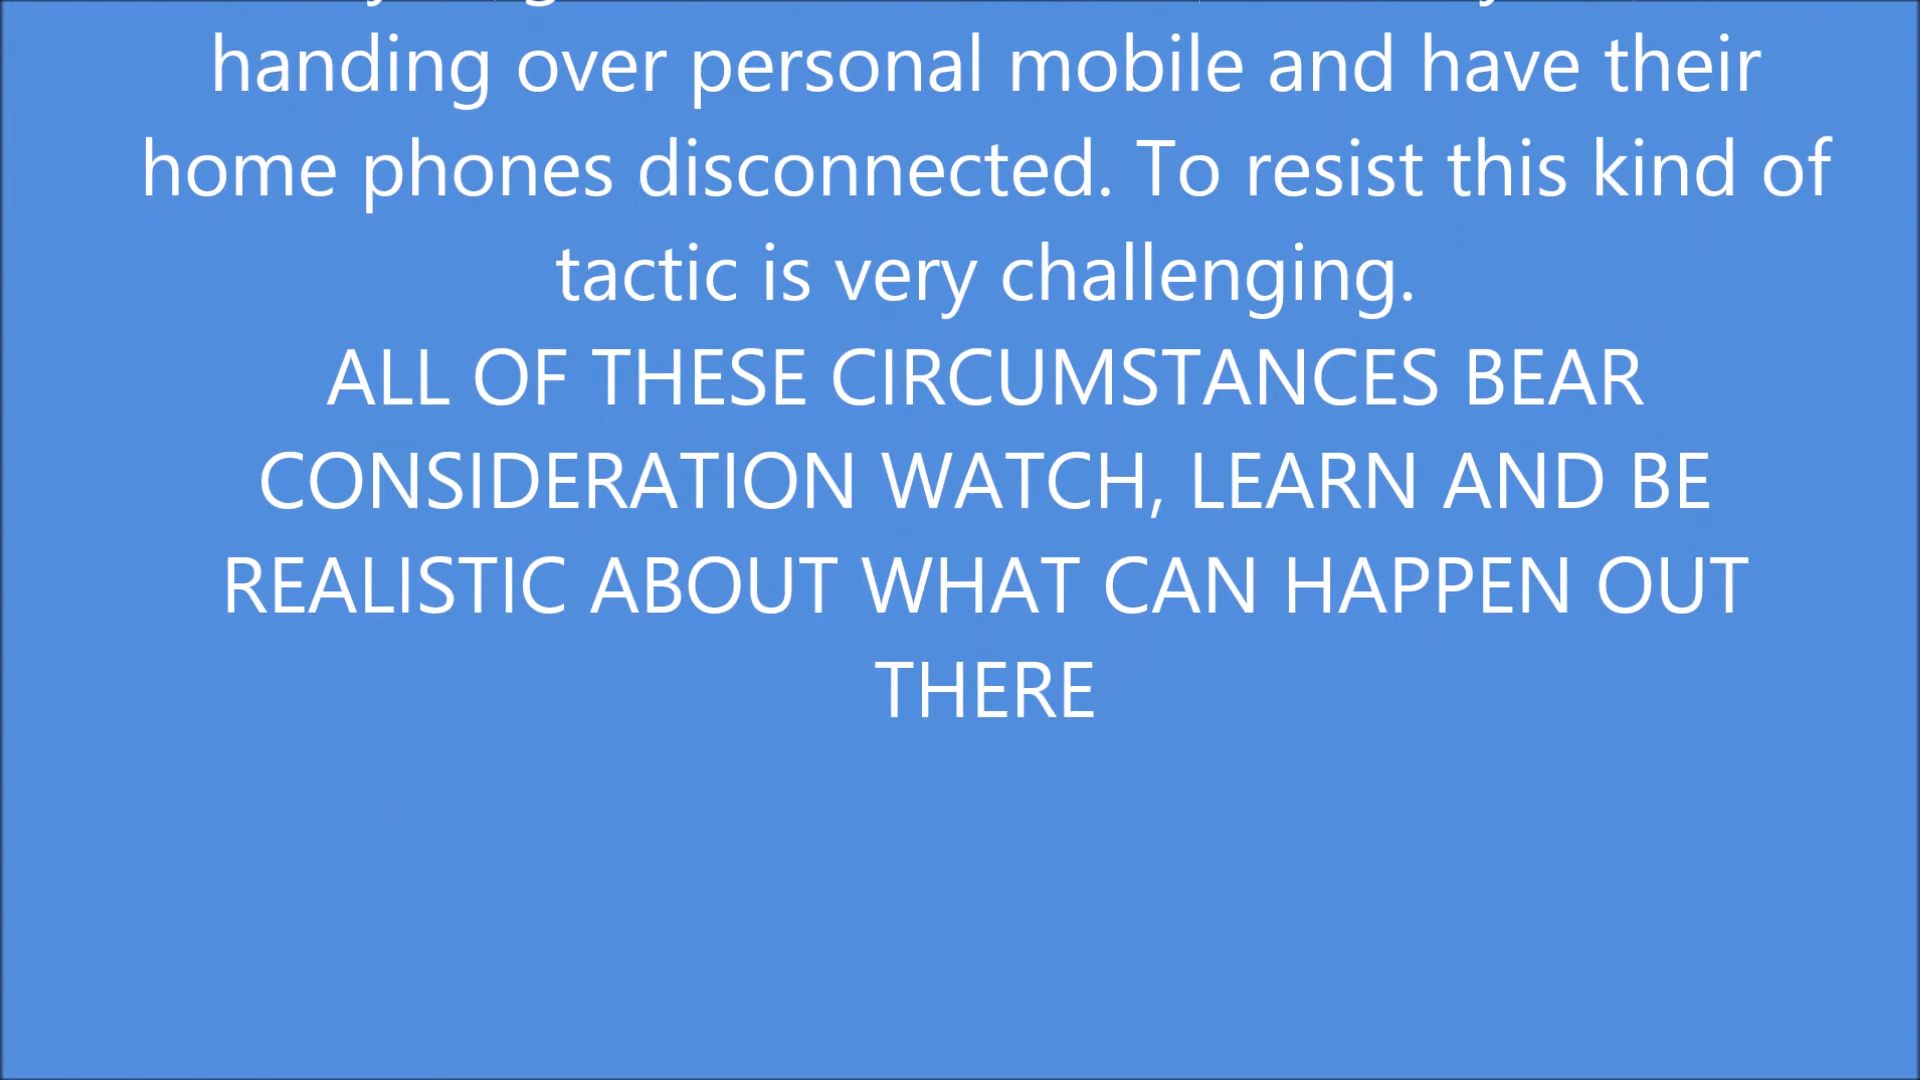 handing over personal mobile and have their
home phones disconnected. To resist this kind of
tactic is very challenging.
ALL OF THESE CIRCUMSTANCES BEAR
CONSIDERATION WATCH, LEARN AND BE
REALISTIC ABOUT WHAT CAN HAPPEN OUT
THERE